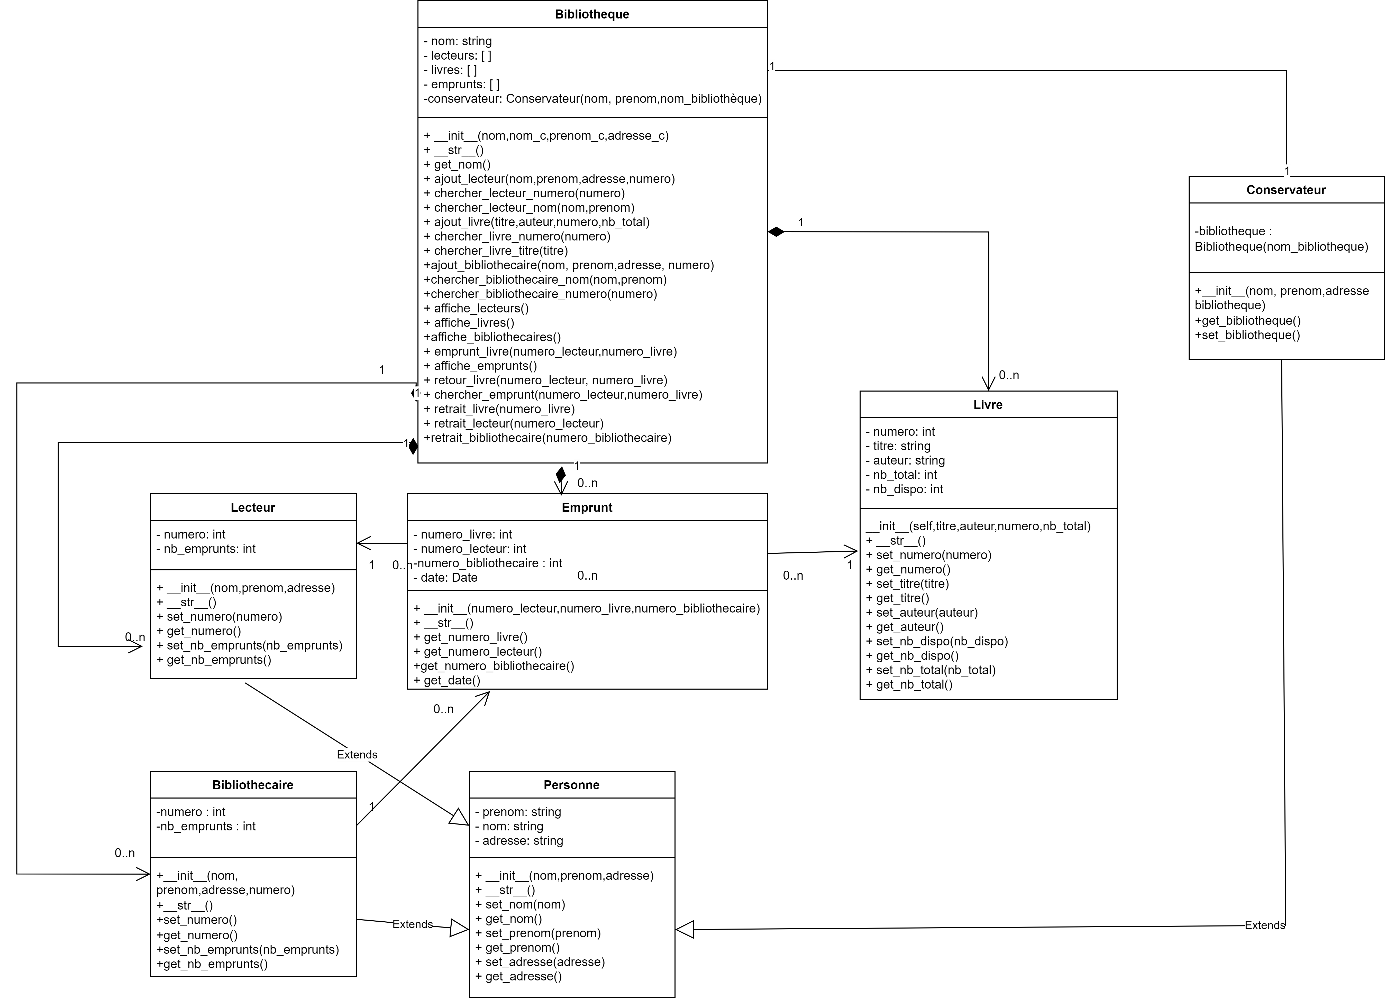 Bibliotheque
- nom: string
- lecteurs: [ ]
- livres: [ ]
- emprunts: [ ]
-conservateur: Conservateur(nom, prenom,nom_bibliothèque)
+ __init__(nom,nom_c,prenom_c,adresse_c)
+ __str__()
+ get_nom()
+ ajout_lecteur(nom,prenom,adresse,numero)
+ chercher_lecteur_numero(numero)
+ chercher_lecteur_nom(nom,prenom)
+ ajout_livre(titre,auteur,numero,nb_total)
+ chercher_livre_numero(numero)
+ chercher_livre_titre(titre)
+ajout_bibliothecaire(nom, prenom,adresse, numero)
+chercher_bibliothecaire_nom(nom,prenom)
+chercher_bibliothecaire_numero(numero)
+ affiche_lecteurs()
+ affiche_livres()
+affiche_bibliothecaires()
+ emprunt_livre(numero_lecteur,numero_livre)
+ affiche_emprunts()
+ retour_livre(numero_lecteur, numero_livre)
+ chercher_emprunt(numero_lecteur,numero_livre)
+ retrait_livre(numero_livre)
+ retrait_lecteur(numero_lecteur)
+retrait_bibliothecaire(numero_bibliothecaire)
1
1
Conservateur
-bibliotheque :
Bibliotheque(nom_bibliotheque)
+__init__(nom, prenom,adresse
bibliotheque)
+get_bibliotheque()
+set_bibliotheque()
1
0..n
1
1
1
1
0..n
Livre
- numero: int
- titre: string
- auteur: string
- nb_total: int
- nb_dispo: int
__init__(self,titre,auteur,numero,nb_total)
+ __str__()
+ set_numero(numero)
+ get_numero()
+ set_titre(titre)
+ get_titre()
+ set_auteur(auteur)
+ get_auteur()
+ set_nb_dispo(nb_dispo)
+ get_nb_dispo()
+ set_nb_total(nb_total)
+ get_nb_total()
Lecteur
- numero: int
- nb_emprunts: int
+ __init__(nom,prenom,adresse)
+ __str__()
+ set_numero(numero)
+ get_numero()
+ set_nb_emprunts(nb_emprunts)
+ get_nb_emprunts()
0..n
1
0..n
Emprunt
- numero_livre: int
- numero_lecteur: int
-numero_bibliothecaire : int
- date: Date
0..n
+ __init__(numero_lecteur,numero_livre,numero_bibliothecaire)
+ __str__()
+ get_numero_livre()
+ get_numero_lecteur()
+get_numero_bibliothecaire()
+ get_date()
0..n
1
0..n
1
Extends
Bibliothecaire
-numero : int
-nb_emprunts : int
+__init__(nom,
prenom,adresse,numero)
+__str__()
+set_numero()
+get_numero()
+set_nb_emprunts(nb_emprunts)
+get_nb_emprunts()
0..n
Extends
Personne
- prenom: string
- nom: string
- adresse: string
+ __init__(nom,prenom,adresse)
+ __str__()
+ set_nom(nom)
+ get_nom()
+ set_prenom(prenom)
+ get_prenom()
+ set_adresse(adresse)
+ get_adresse()
Extends